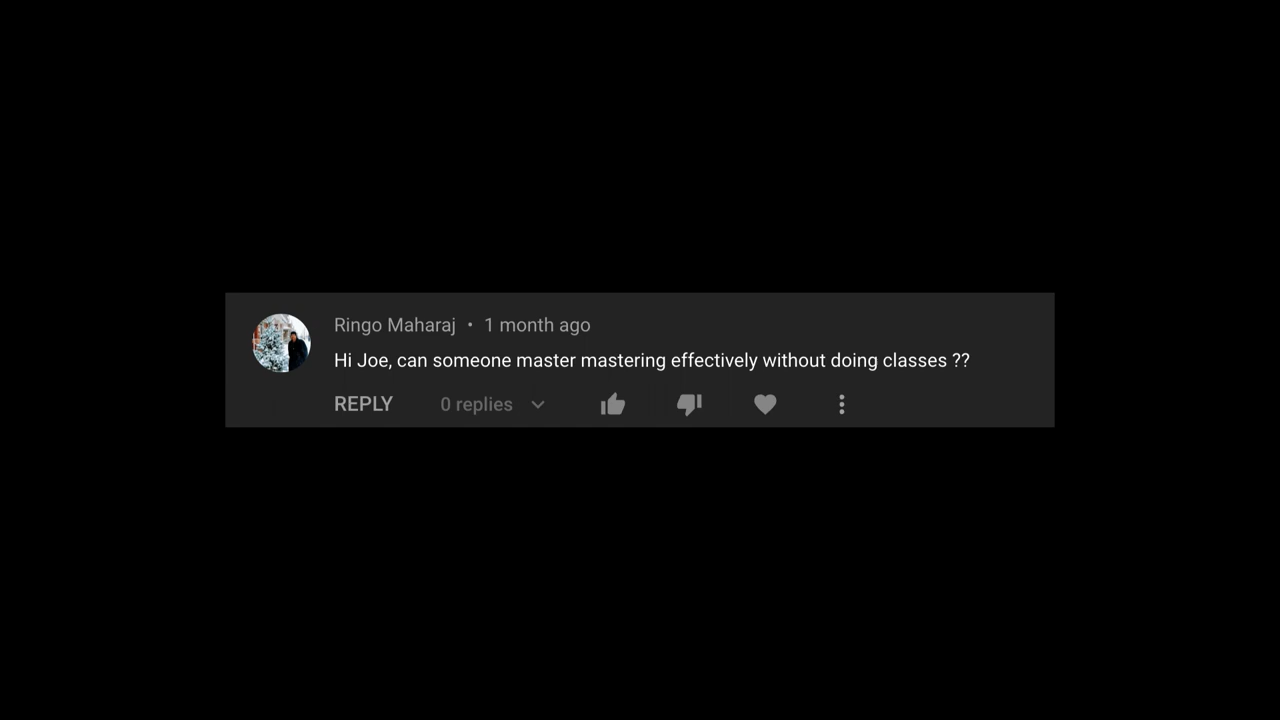 Ringo Maharaj • 1 month ago
Hi Joe, can someone master mastering effectively without doing classes ??
REPLY 0 replies